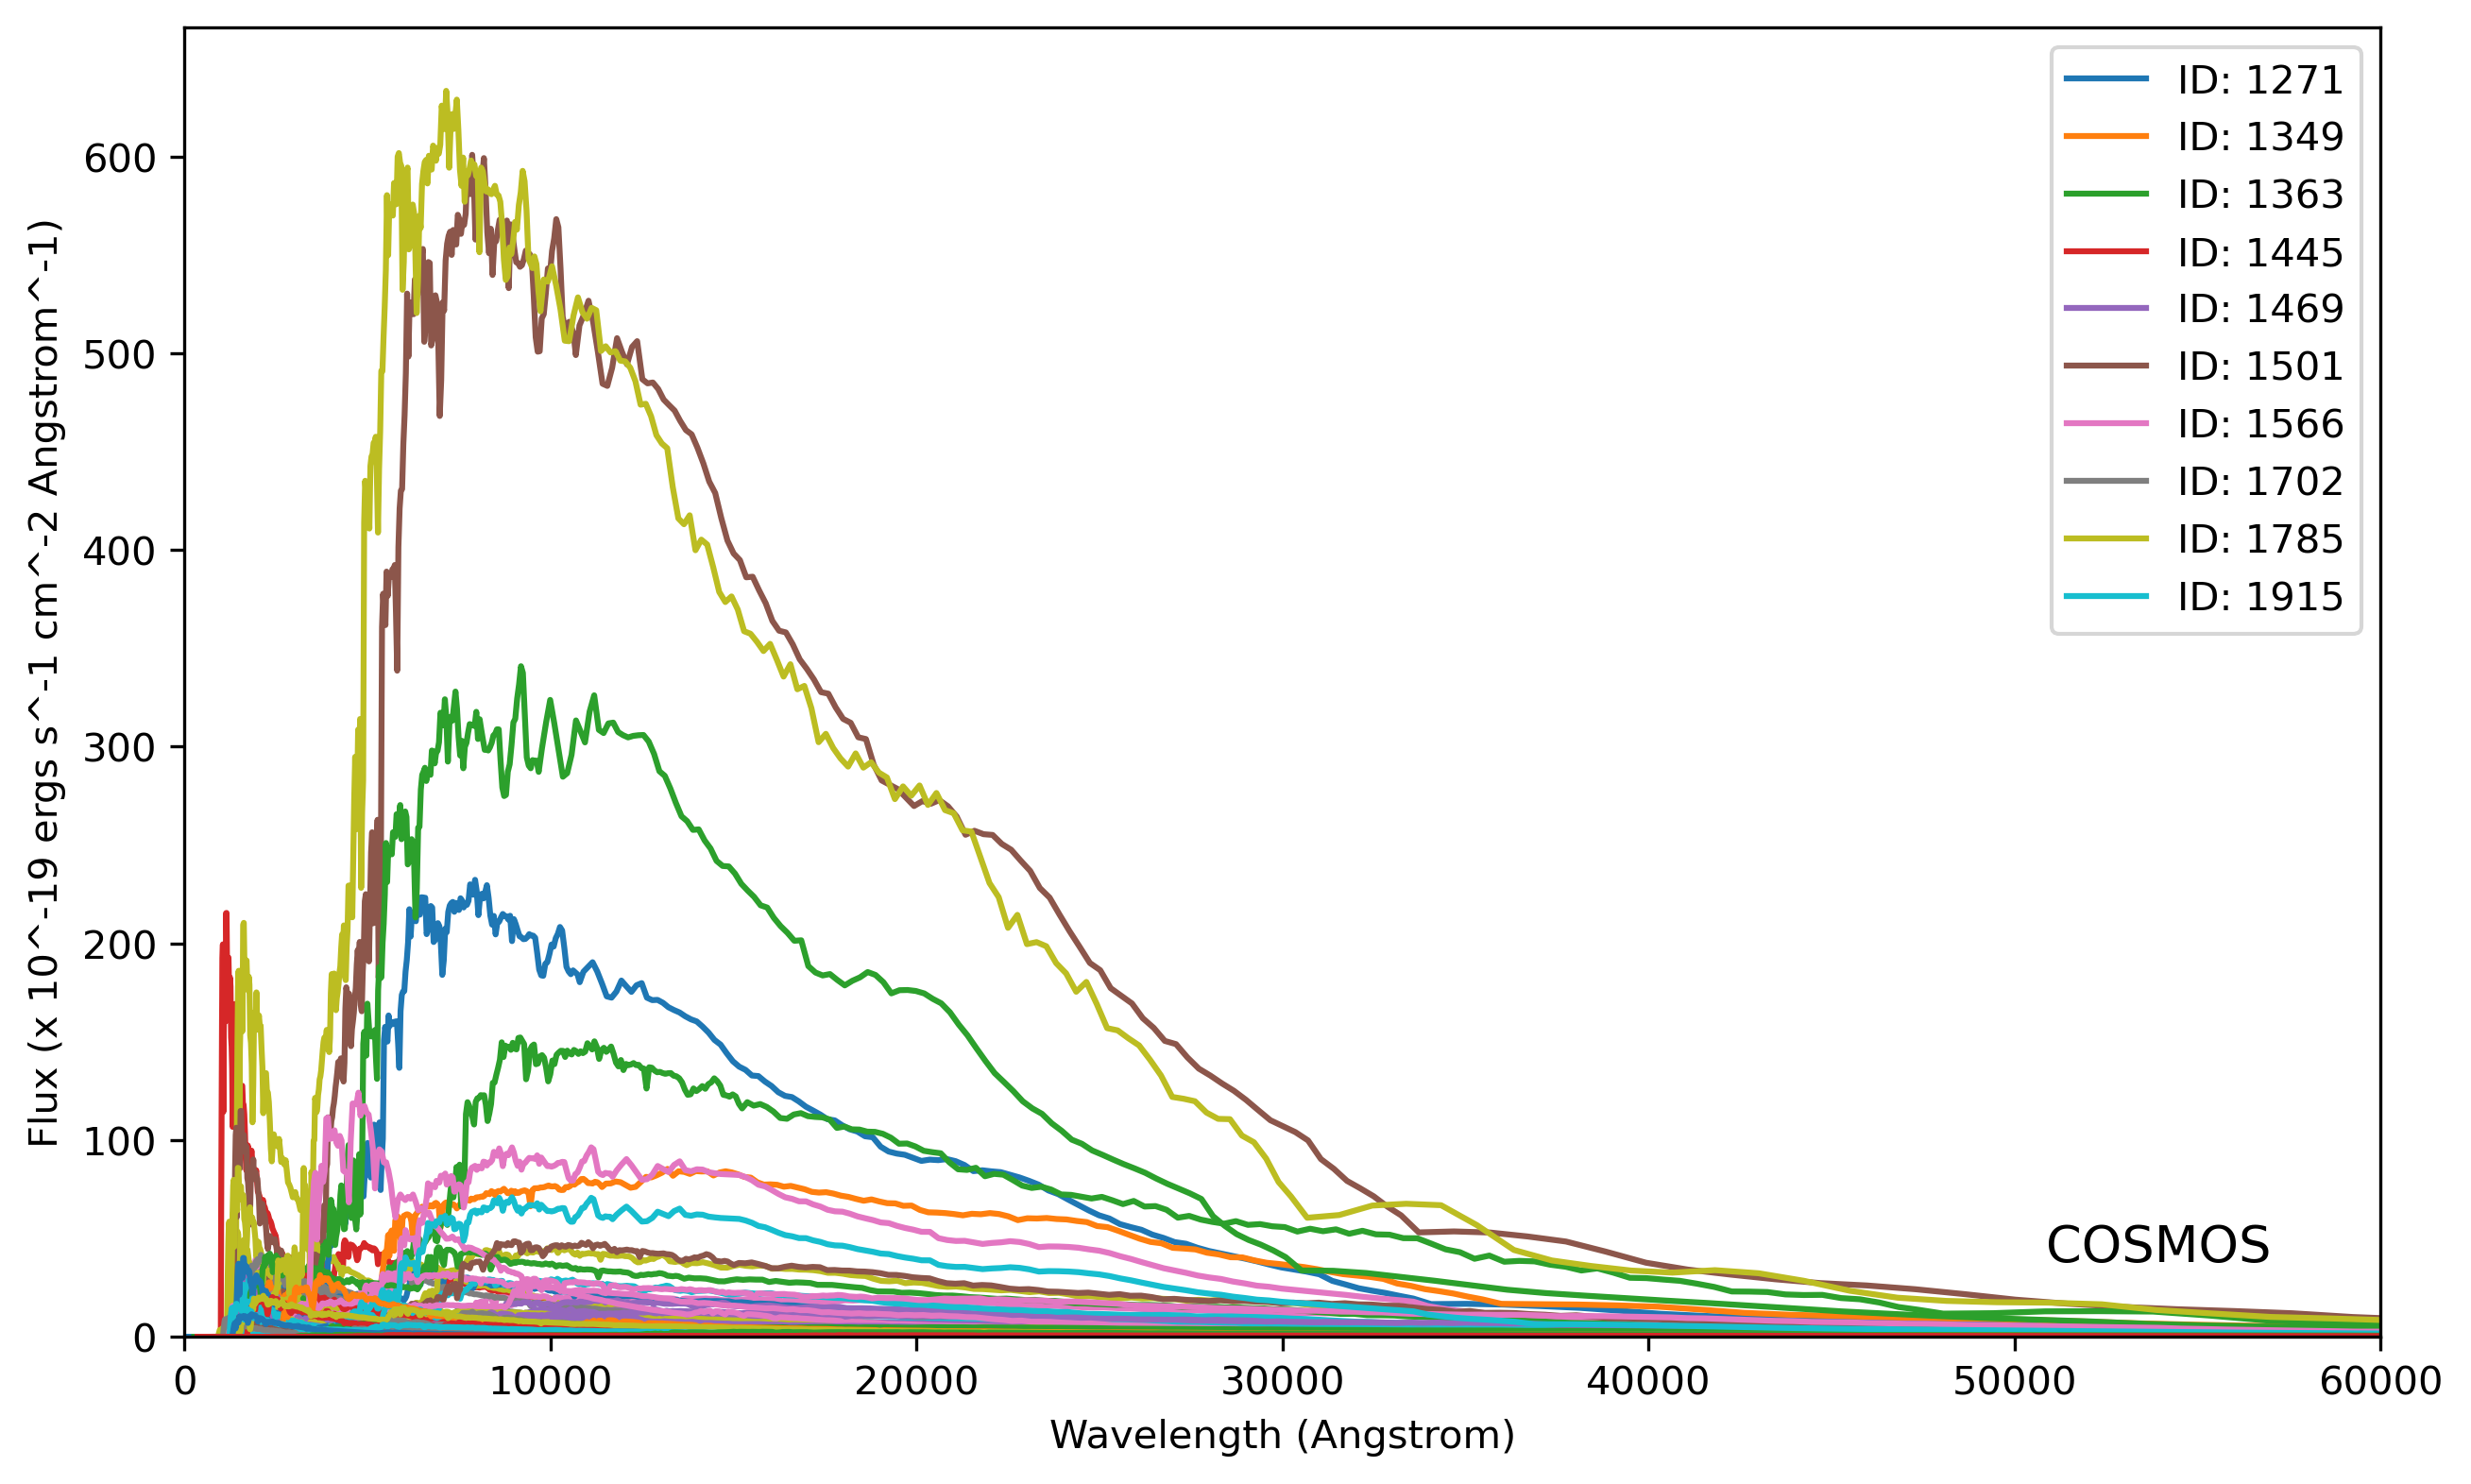 Flux (x 10^-19 ergs s^-1 cm^-2 Angstrom^-1)
600
500
400
300
200
100
0
ID: 1271
ID: 1349
ID: 1363
ID: 1445
ID: 1469
ID: 1501
ID: 1566
ID: 1702
ID: 1785
ID: 1915
COSMOS
0 10000 20000 30000 40000 50000 60000
Wavelength (Angstrom)